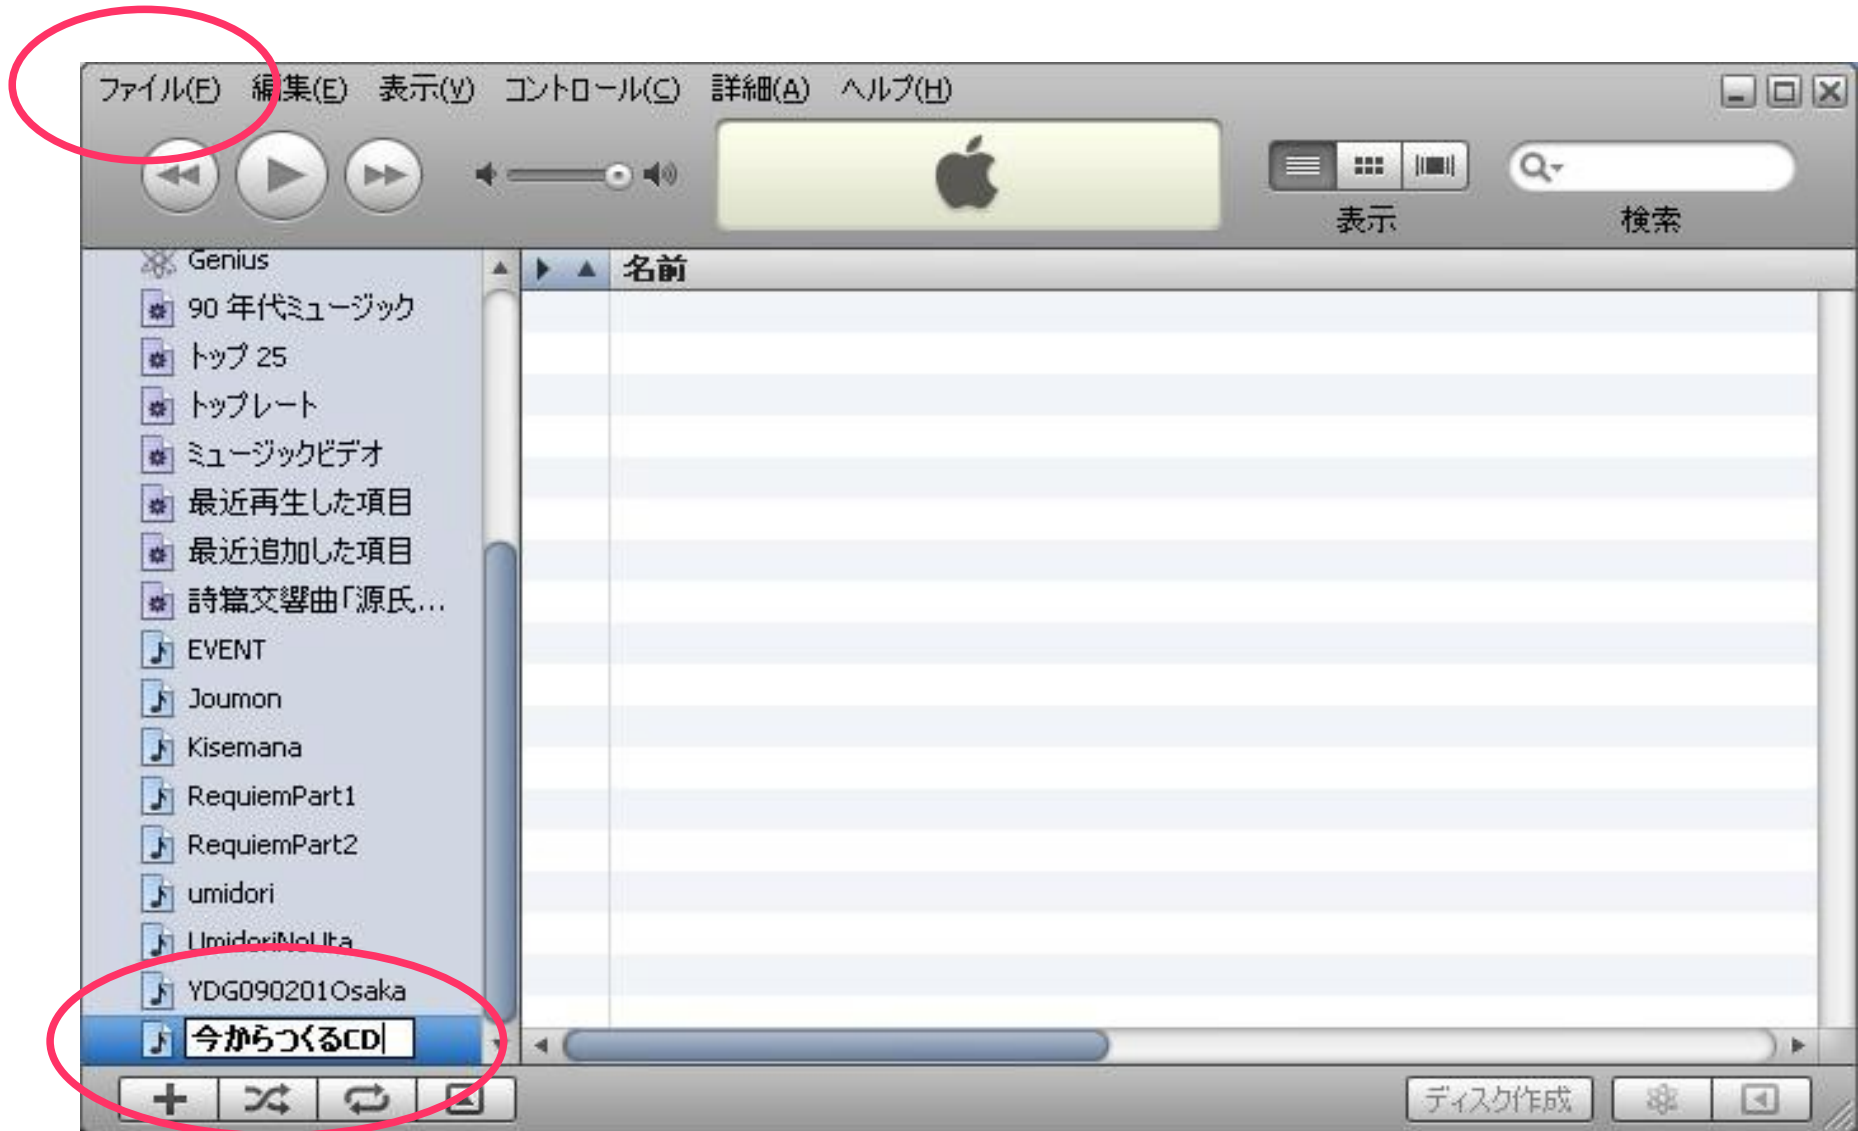 ファイル(F) 編集(E) 表示(V) コントロール(C) 詳細(A) ヘルプ(H)
表示
検索
Genius
90 年代ミュージック
トップ 25
トップレート
ミュージックビデオ
最近再生した項目
最近追加した項目
詩篇交響曲「源氏...
EVENT
Joumon
Kisemana
RequiemPart1
RequiemPart2
umidori
UmidoriNoUta
YDG090201Osaka
今からつくるCD
名前
ディスク作成